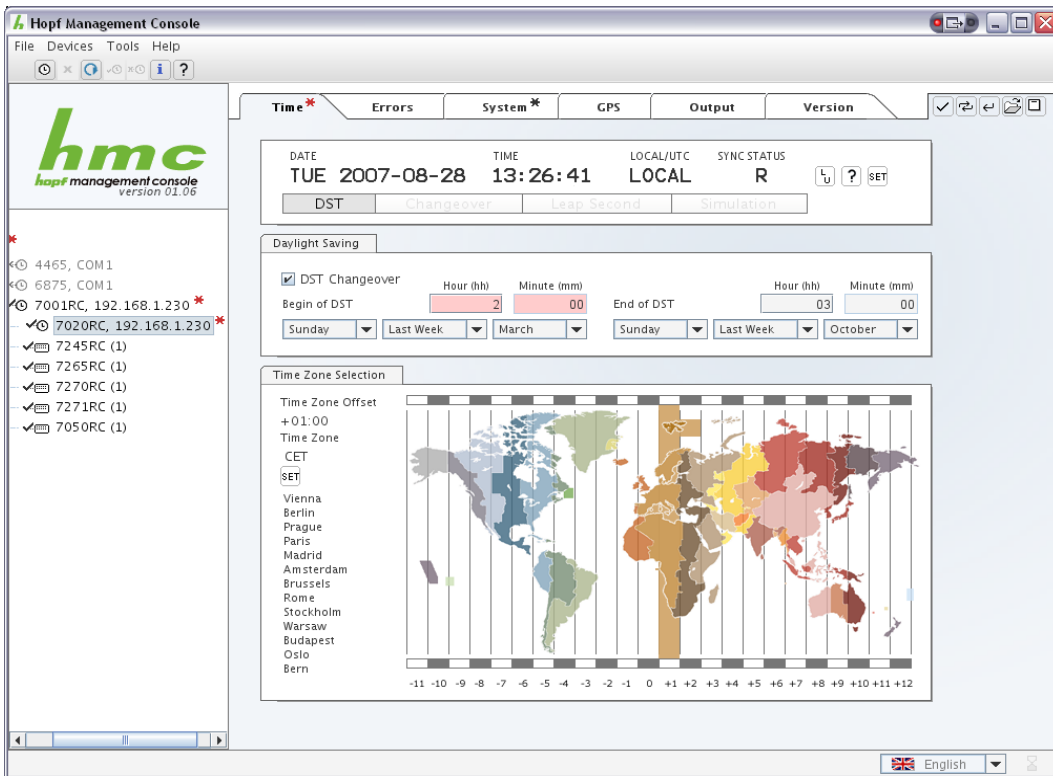 Hopf Management Console
File Devices Tools Help
hmc
hopf management console
version 01.06
4465, COM1
6875, COM1
7001RC, 192.168.1.230 *
7020RC, 192.168.1.230 *
7245RC (1)
7265RC (1)
7270RC (1)
7271RC (1)
7050RC (1)
Time* Errors System* GPS Output Version
DATE TIME LOCAL/UTC SYNC STATUS
TUE 2007-08-28 13:26:41 LOCAL R L U ? SET
DST Changeover Leap Second Simulation
Daylight Saving
DST Changeover
Hour (hh) Minute (mm) Hour (hh) Minute (mm)
Begin of DST 2 00 End of DST 03 00
Sunday Last Week March Sunday Last Week October
Time Zone Selection
Time Zone Offset
+01:00
Time Zone
CET
SET
Vienna
Berlin
Prague
Paris
Madrid
Amsterdam
Brussels
Rome
Stockholm
Warsaw
Budapest
Oslo
Bern
-11 -10 -9 -8 -7 -6 -5 -4 -3 -2 -1 0 +1 +2 +3 +4 +5 +6 +7 +8 +9 +10 +11 +12
English